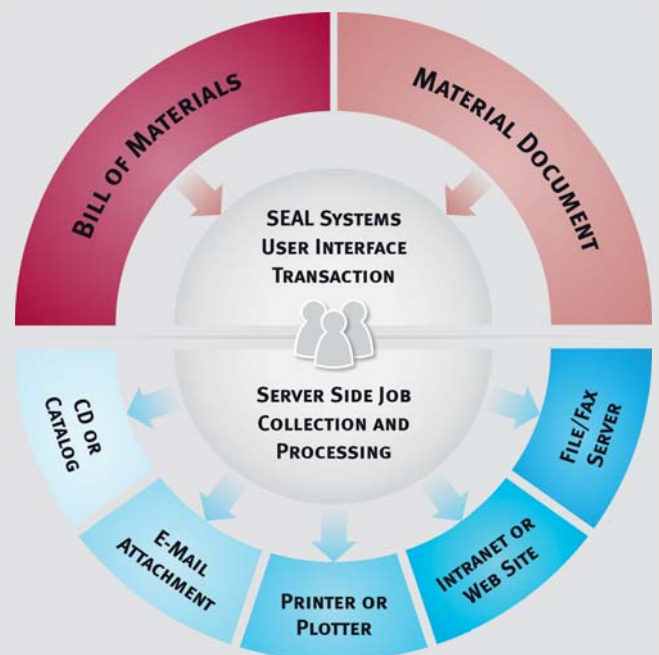 BILL OF MATERIALS
MATERIAL DOCUMENT
SEAL SYSTEMS
USER INTERFACE
TRANSACTION
SERVER SIDE JOB
COLLECTION AND
PROCESSING
CD OR
CATALOG
E-MAIL
ATTACHMENT
PRINTER OR
PLOTTER
INTRANET OR
WEB SITE
FILE/FAX
SERVER